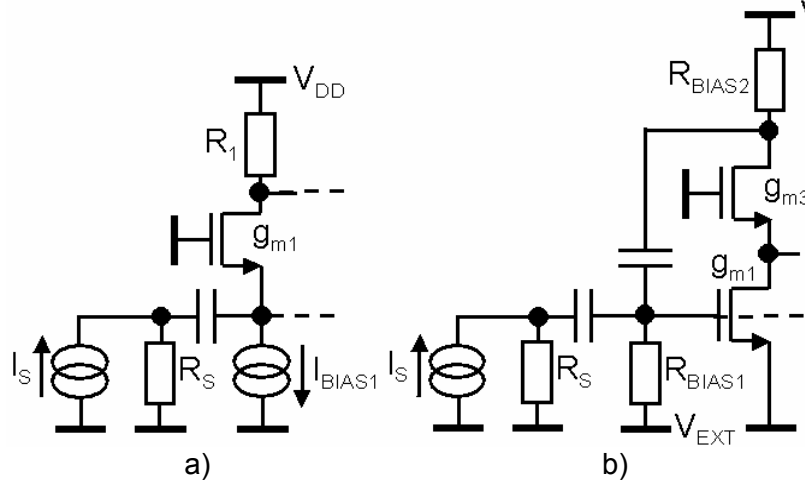 V_DD
R_1
g_m1
I_S
R_S
I_BIAS1
a)
R_BIAS2
g_m3
g_m1
I_S
R_S
R_BIAS1
V_EXT
b)